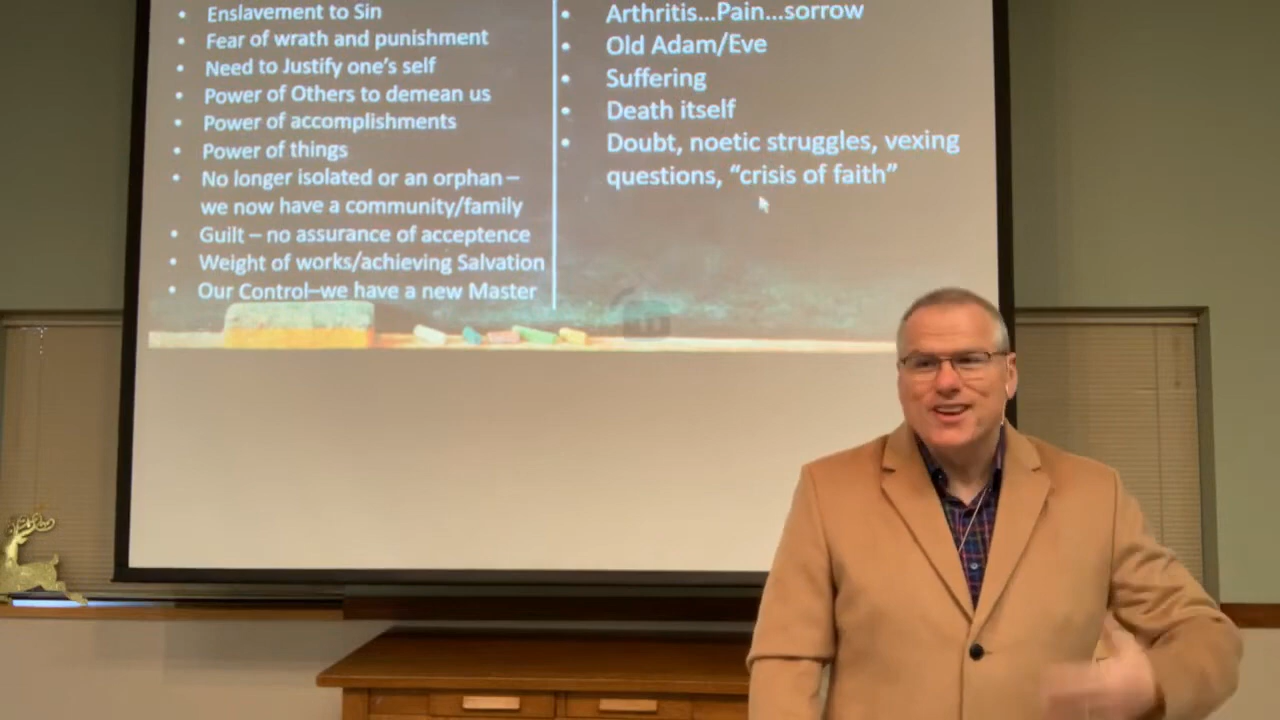 Enslavement to Sin
Fear of wrath and punishment
Need to Justify one's self
Power of Others to demean us
Power of accomplishments
Power of things
No longer isolated or an orphan –
we now have a community/family
Guilt – no assurance of acceptence
Weight of works/achieving Salvation
Our Control–we have a new Master
Arthritis...Pain...sorrow
Old Adam/Eve
Suffering
Death itself
Doubt, noetic struggles, vexing
questions, “crisis of faith”